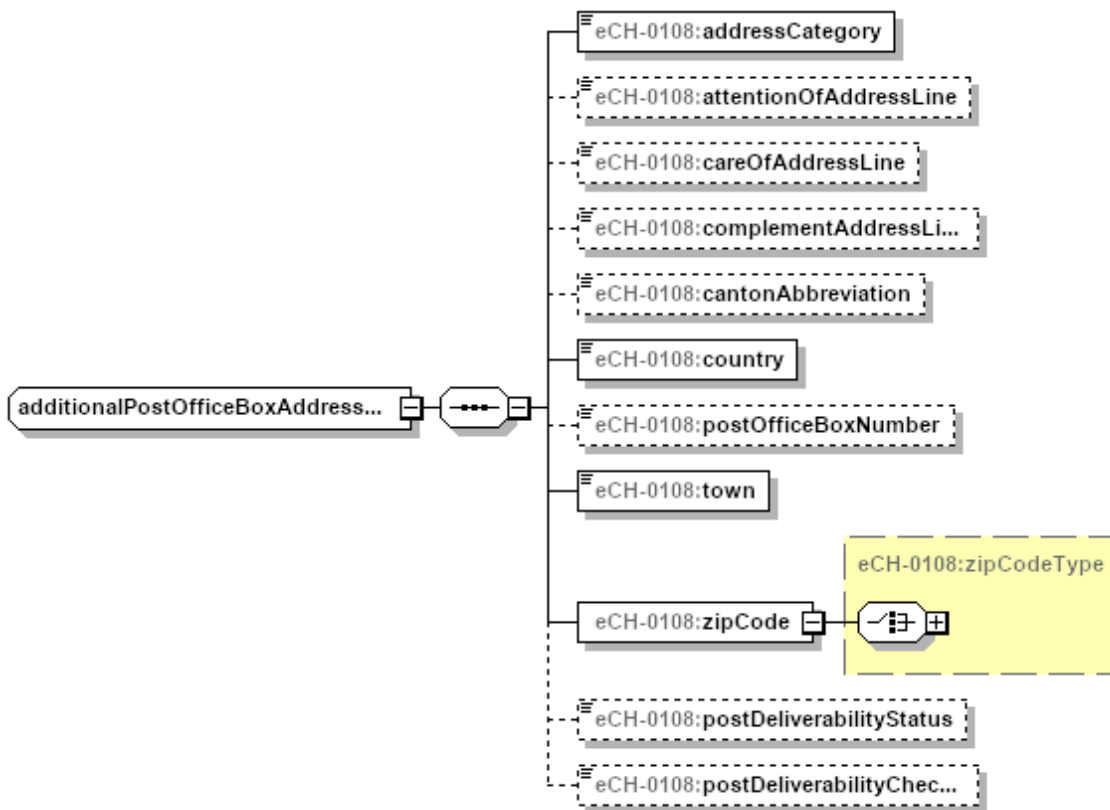 eCH-0108:addressCategory
eCH-0108:attentionOfAddressLine
eCH-0108:careOfAddressLine
eCH-0108:complementAddressLi...
eCH-0108:cantonAbbreviation
eCH-0108:country
additionalPostOfficeBoxAddress...
eCH-0108:postOfficeBoxNumber
eCH-0108:town
eCH-0108:zipCodeType
eCH-0108:zipCode
eCH-0108:postDeliverabilityStatus
eCH-0108:postDeliverabilityChec...